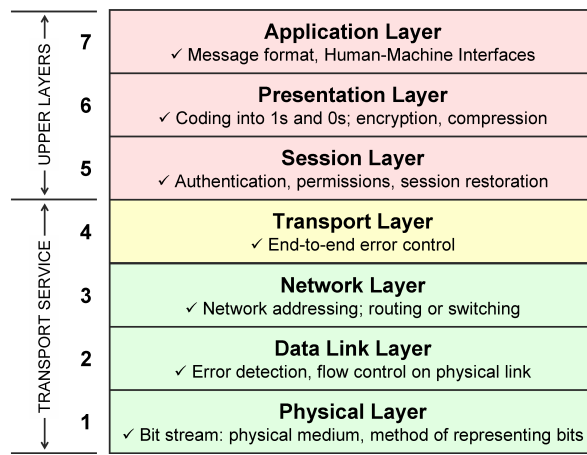 UPPER LAYERS
7
Application Layer
✓ Message format, Human-Machine Interfaces
6
Presentation Layer
✓ Coding into 1s and 0s; encryption, compression
5
Session Layer
✓ Authentication, permissions, session restoration
TRANSPORT SERVICE
4
Transport Layer
✓ End-to-end error control
3
Network Layer
✓ Network addressing; routing or switching
2
Data Link Layer
✓ Error detection, flow control on physical link
1
Physical Layer
✓ Bit stream: physical medium, method of representing bits